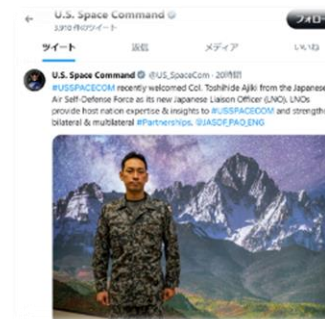 U.S. Space Command
3,910 件のツイート
フォロー
ツイート 返信 メディア いいね
U.S. Space Command @US_SpaceCom · 20時間
#USSPACECOM recently welcomed Col. Toshihide Ajiki from the Japanese
Air Self-Defense Force as its new Japanese Liaison Officer (LNO). LNOs
provide host nation expertise & insights to #USSPACECOM and strengthe
bilateral & multilateral #Partnerships. @JASDF_PAO_ENG